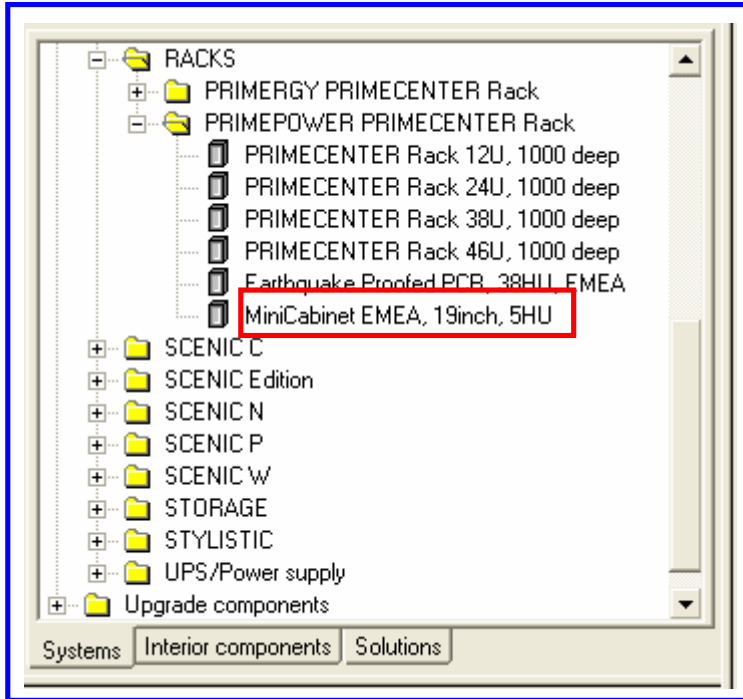 RACKS
PRIMERGY PRIMECENTER Rack
PRIMEPOWER PRIMECENTER Rack
PRIMECENTER Rack 12U, 1000 deep
PRIMECENTER Rack 24U, 1000 deep
PRIMECENTER Rack 38U, 1000 deep
PRIMECENTER Rack 46U, 1000 deep
Earthquake Proofed PCR, 38HU, EMEA
MiniCabinet EMEA, 19inch, 5HU
SCENIC C
SCENIC Edition
SCENIC N
SCENIC P
SCENIC W
STORAGE
STYLISTIC
UPS/Power supply
Upgrade components
Systems Interior components Solutions